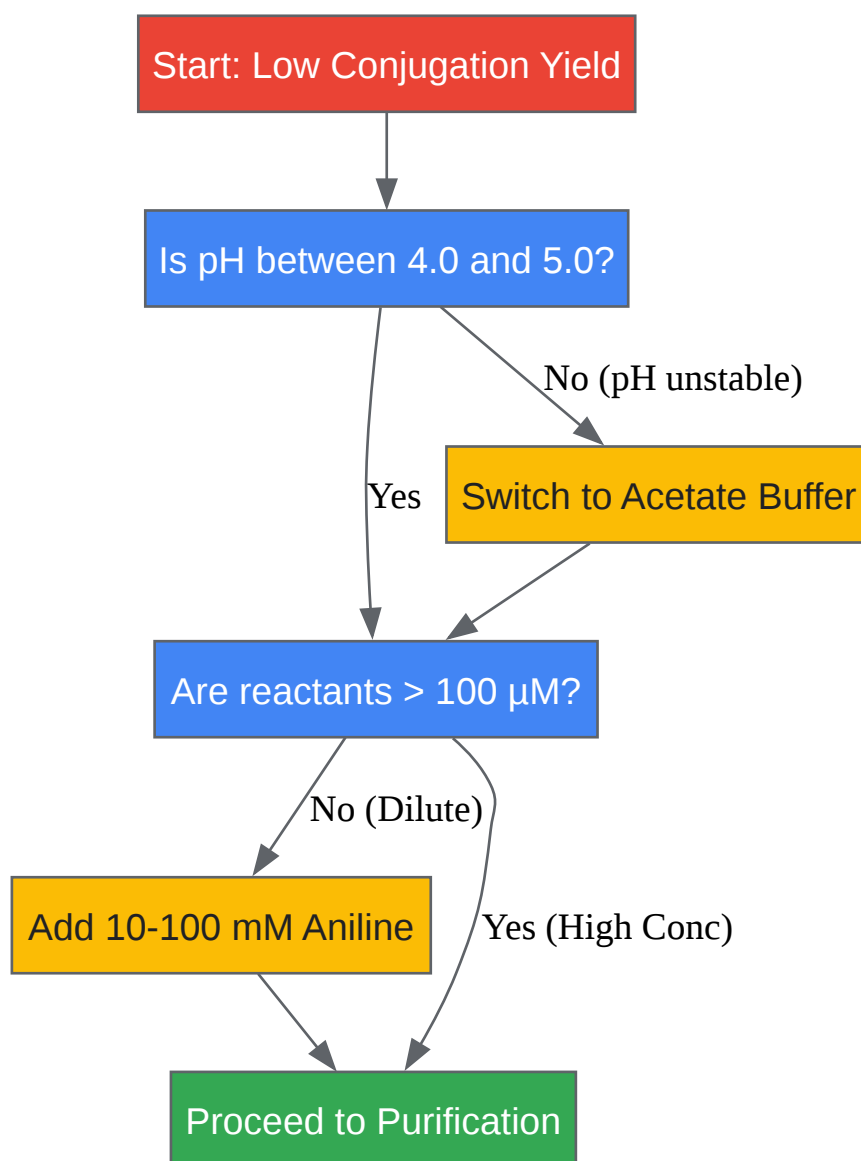 Start: Low Conjugation Yield
Is pH between 4.0 and 5.0?
No (pH unstable)
Yes
Switch to Acetate Buffer
Are reactants > 100 µM?
No (Dilute)
Add 10-100 mM Aniline
Yes (High Conc)
Proceed to Purification